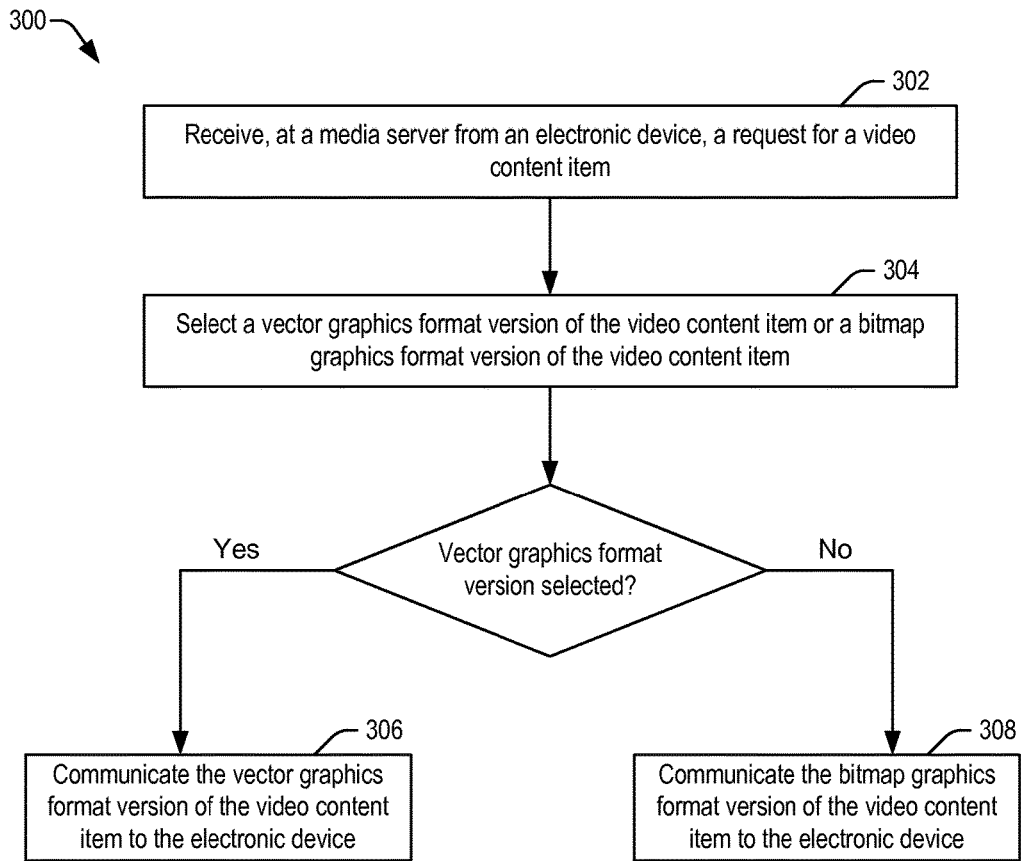 300
302
Receive, at a media server from an electronic device, a request for a video
content item
304
Select a vector graphics format version of the video content item or a bitmap
graphics format version of the video content item
Yes
Vector graphics format
version selected?
No
306
Communicate the vector graphics
format version of the video content
item to the electronic device
308
Communicate the bitmap graphics
format version of the video content
item to the electronic device